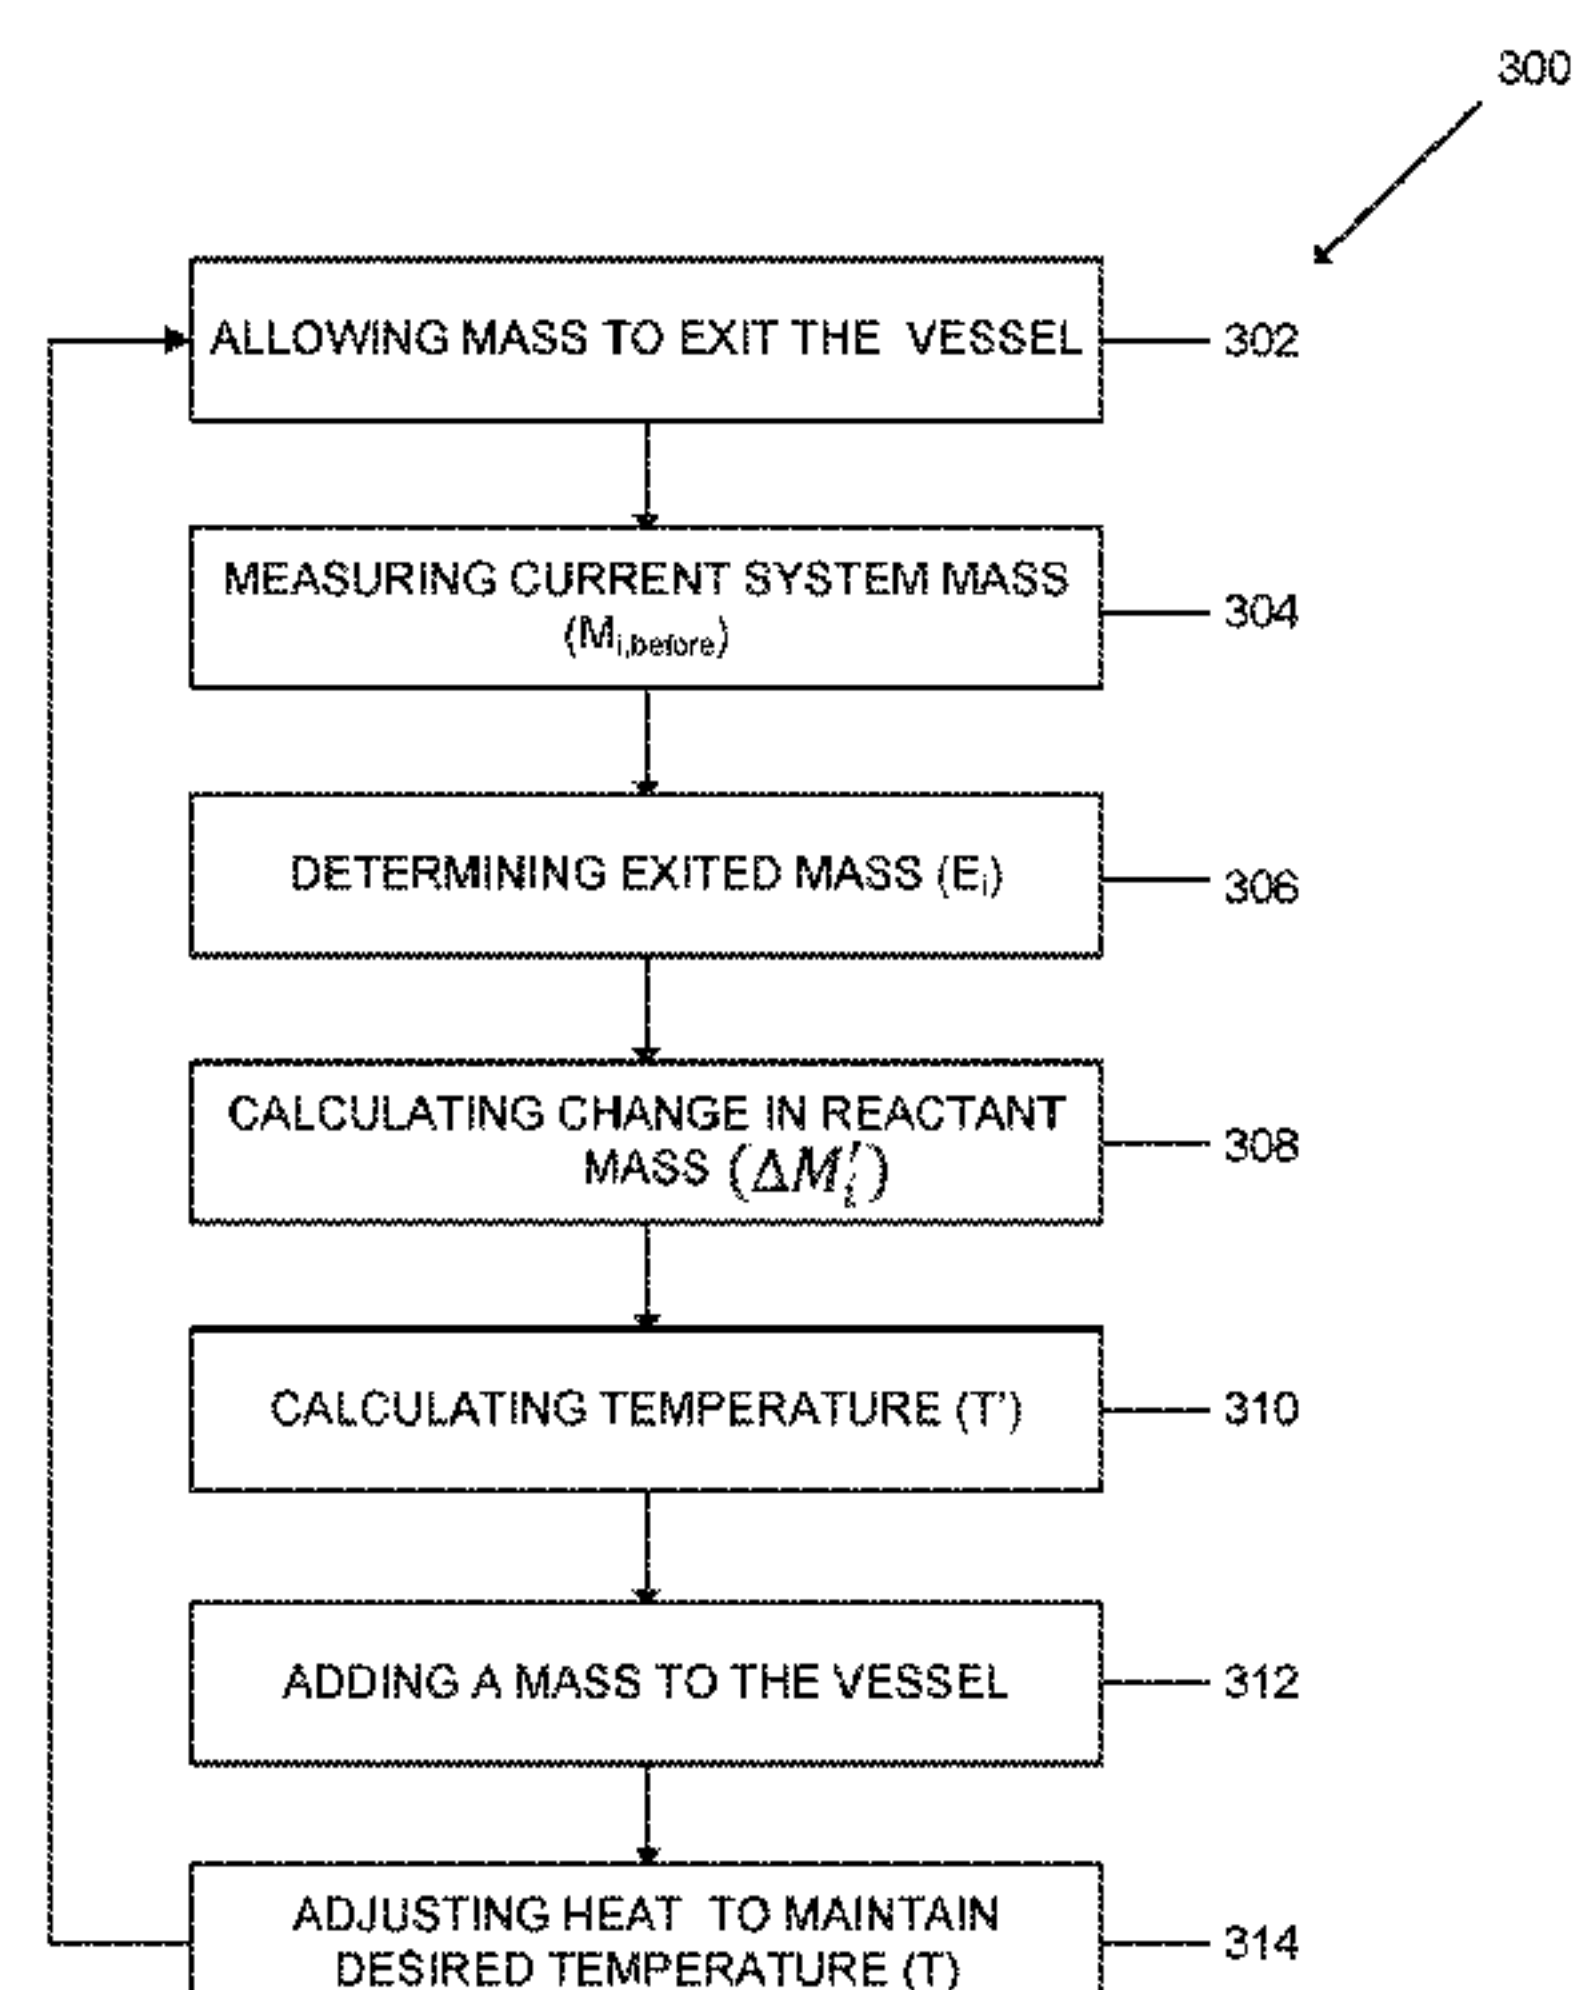 300
ALLOWING MASS TO EXIT THE VESSEL
302
MEASURING CURRENT SYSTEM MASS
(Mi,before)
304
DETERMINING EXITED MASS (Ei)
306
CALCULATING CHANGE IN REACTANT
MASS (ΔM'i)
308
CALCULATING TEMPERATURE (T')
310
ADDING A MASS TO THE VESSEL
312
ADJUSTING HEAT TO MAINTAIN
DESIRED TEMPERATURE (T)
314